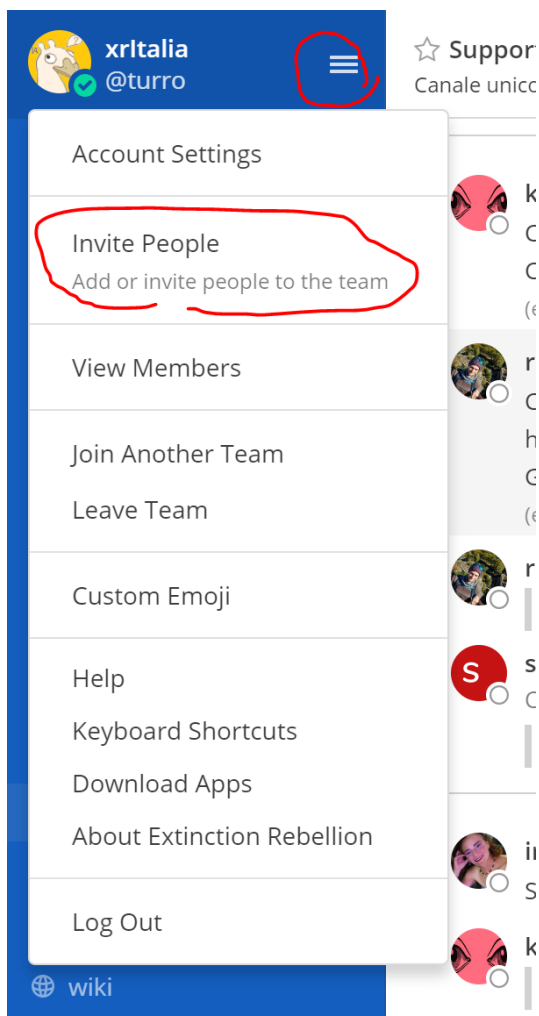 xrItalia
@turro
Suppor
Canale unico
Account Settings
Invite People
Add or invite people to the team
View Members
Join Another Team
Leave Team
Custom Emoji
Help
Keyboard Shortcuts
Download Apps
About Extinction Rebellion
Log Out
wiki
k
(e
r
h
(e
r
S
s
S
k